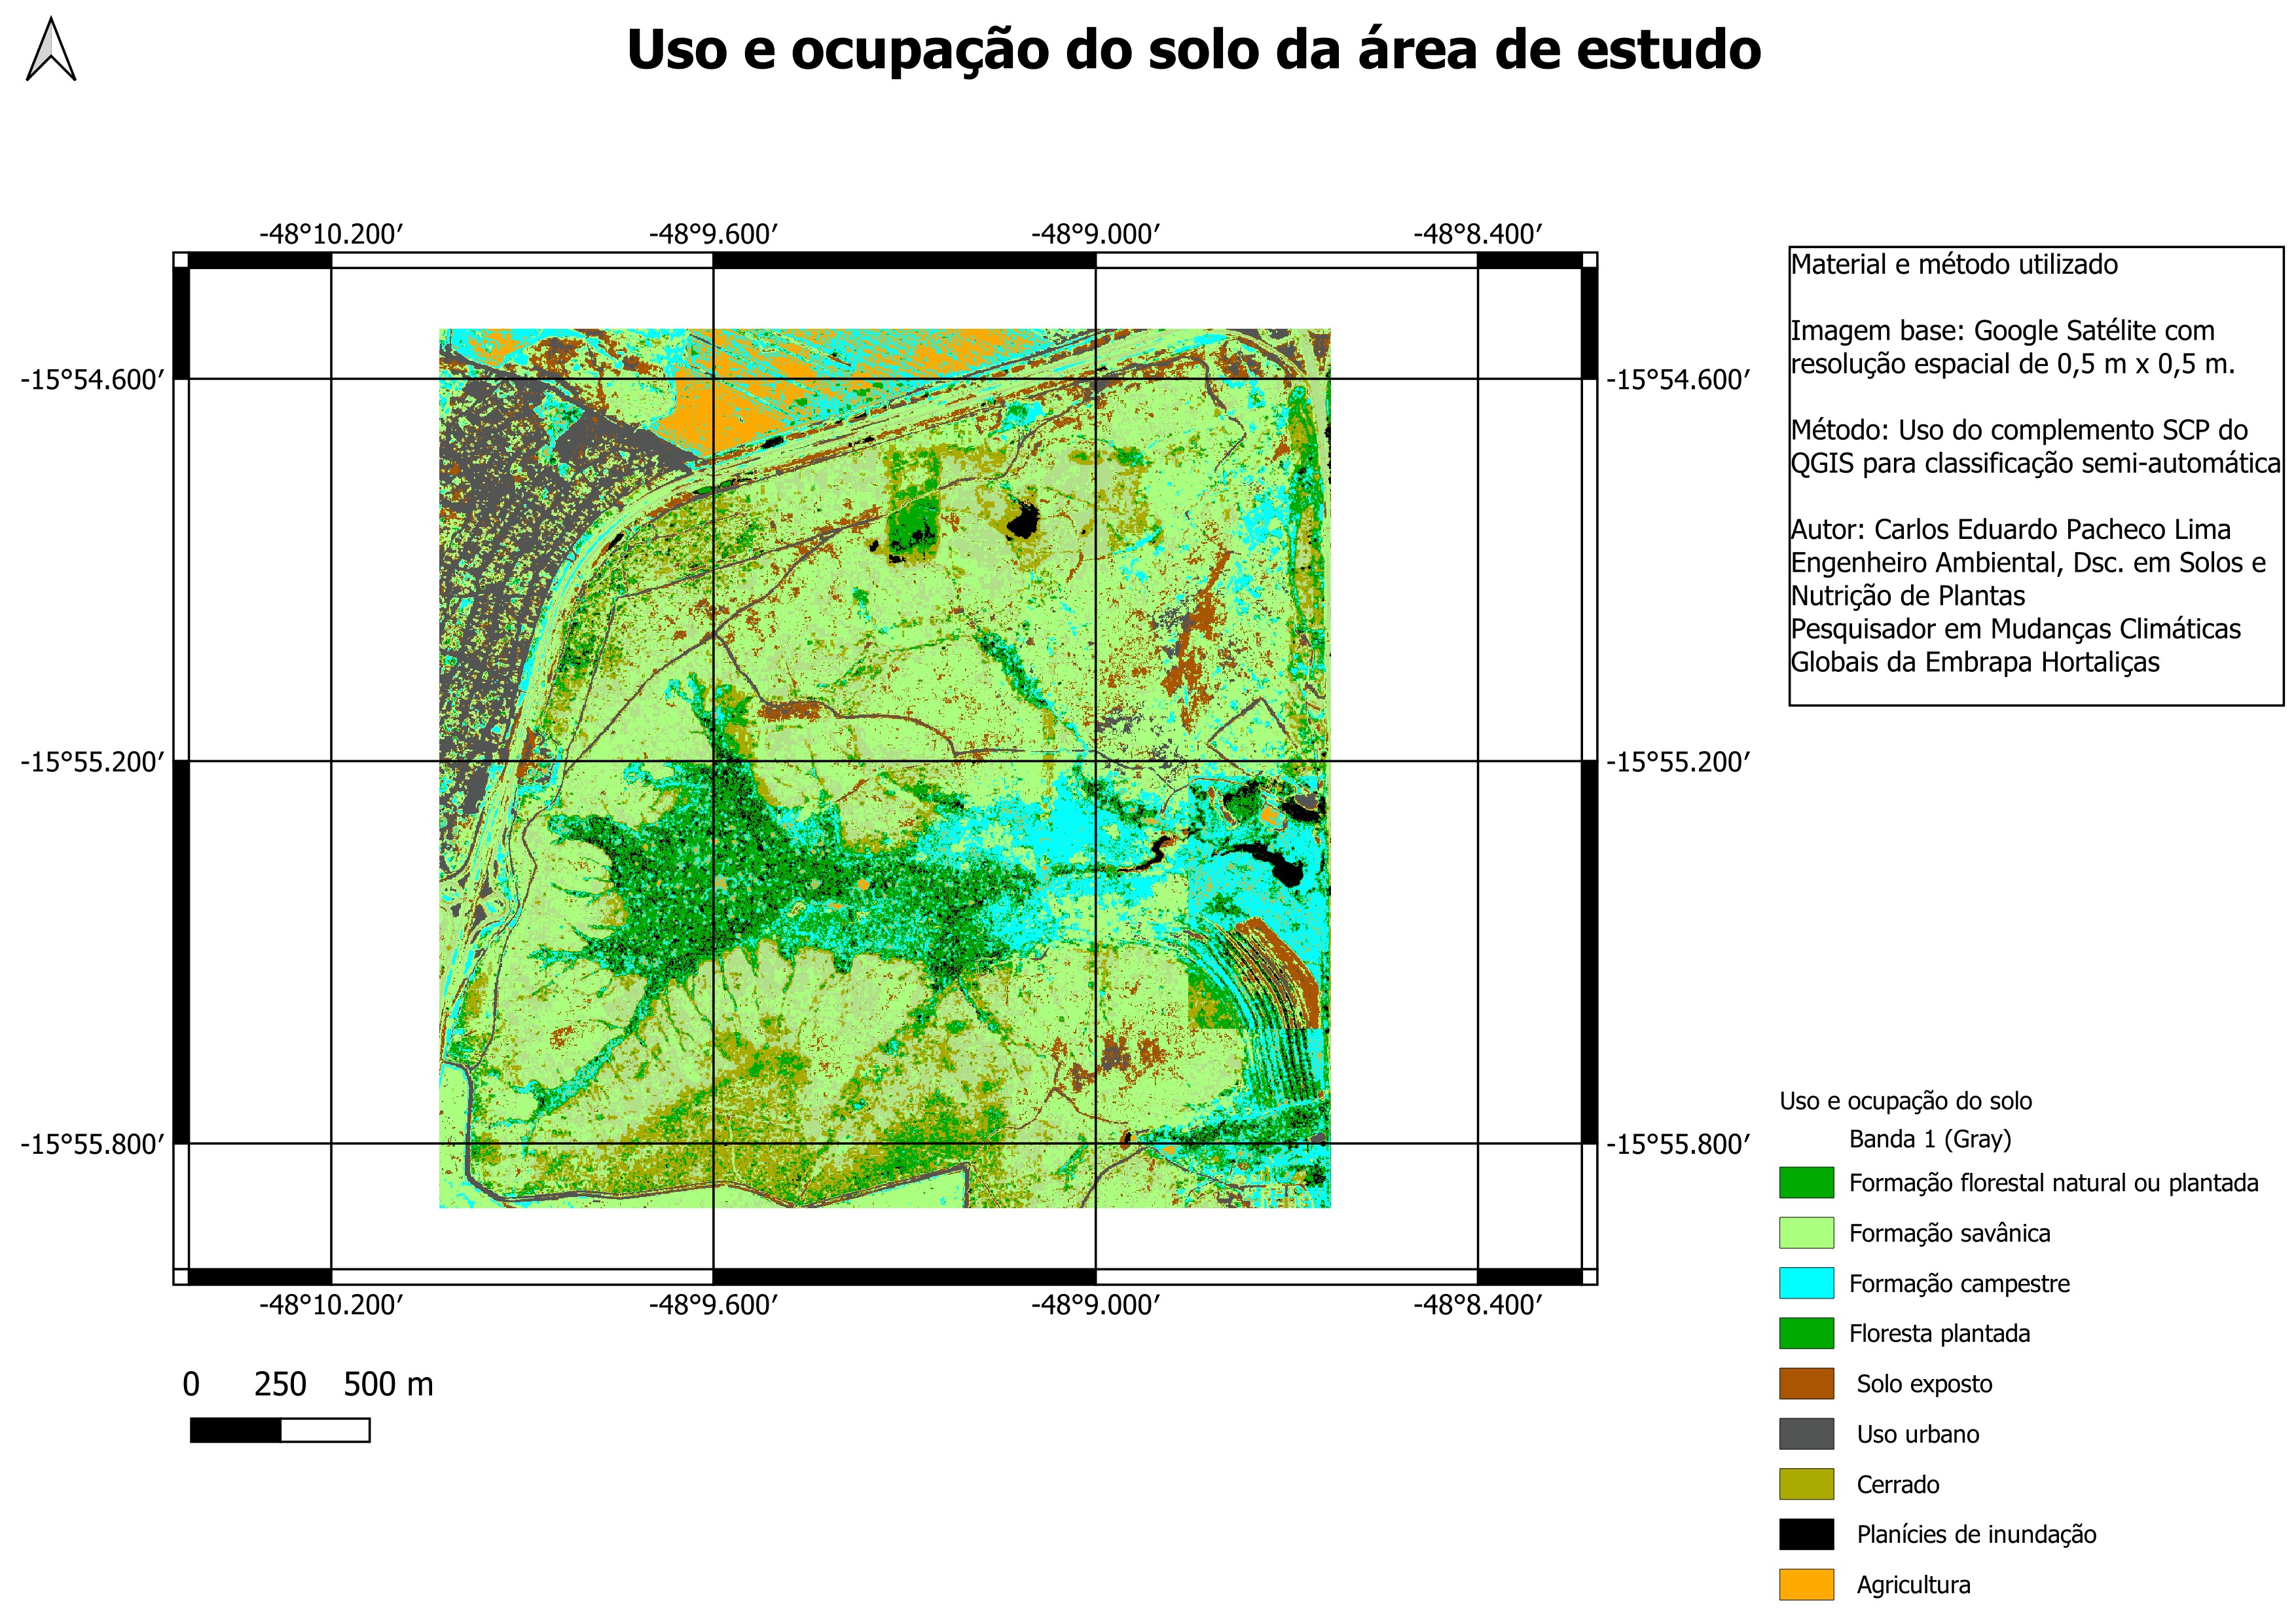 Uso e ocupação do solo da área de estudo
-48°10.200′
-48°9.600′
-48°9.000′
-48°8.400′
-15°54.600′
-15°54.600′
-15°55.200′
-15°55.200′
-15°55.800′
-15°55.800′
-48°10.200′
-48°9.600′
-48°9.000′
-48°8.400′
0 250 500 m
Material e método utilizado
Imagem base: Google Satélite com
resolução espacial de 0,5 m x 0,5 m.
Método: Uso do complemento SCP do
QGIS para classificação semi-automática
Autor: Carlos Eduardo Pacheco Lima
Engenheiro Ambiental, Dsc. em Solos e
Nutrição de Plantas
Pesquisador em Mudanças Climáticas
Globais da Embrapa Hortaliças
Uso e ocupação do solo
Banda 1 (Gray)
Formação florestal natural ou plantada
Formação savânica
Formação campestre
Floresta plantada
Solo exposto
Uso urbano
Cerrado
Planícies de inundação
Agricultura